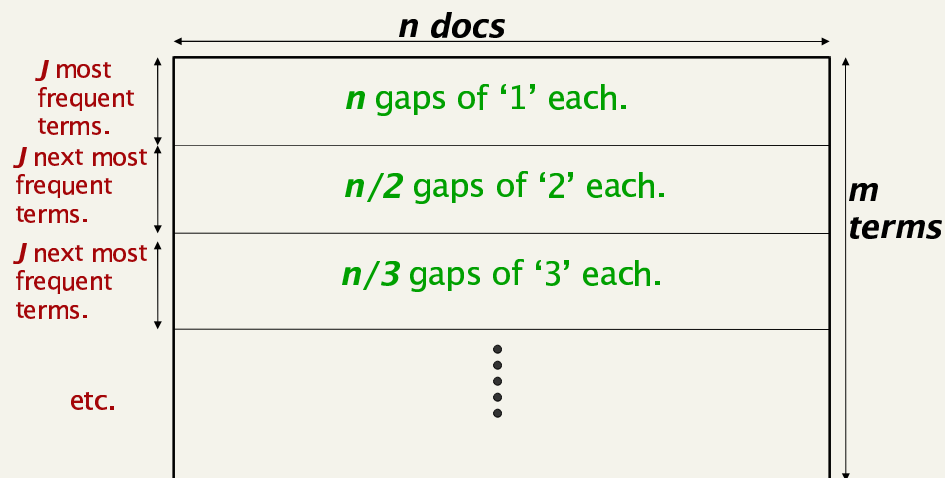 n docs
J most
frequent
terms.
n gaps of ‘1’ each.
J next most
frequent
terms.
n/2 gaps of ‘2’ each.
m
terms
J next most
frequent
terms.
n/3 gaps of ‘3’ each.
etc.